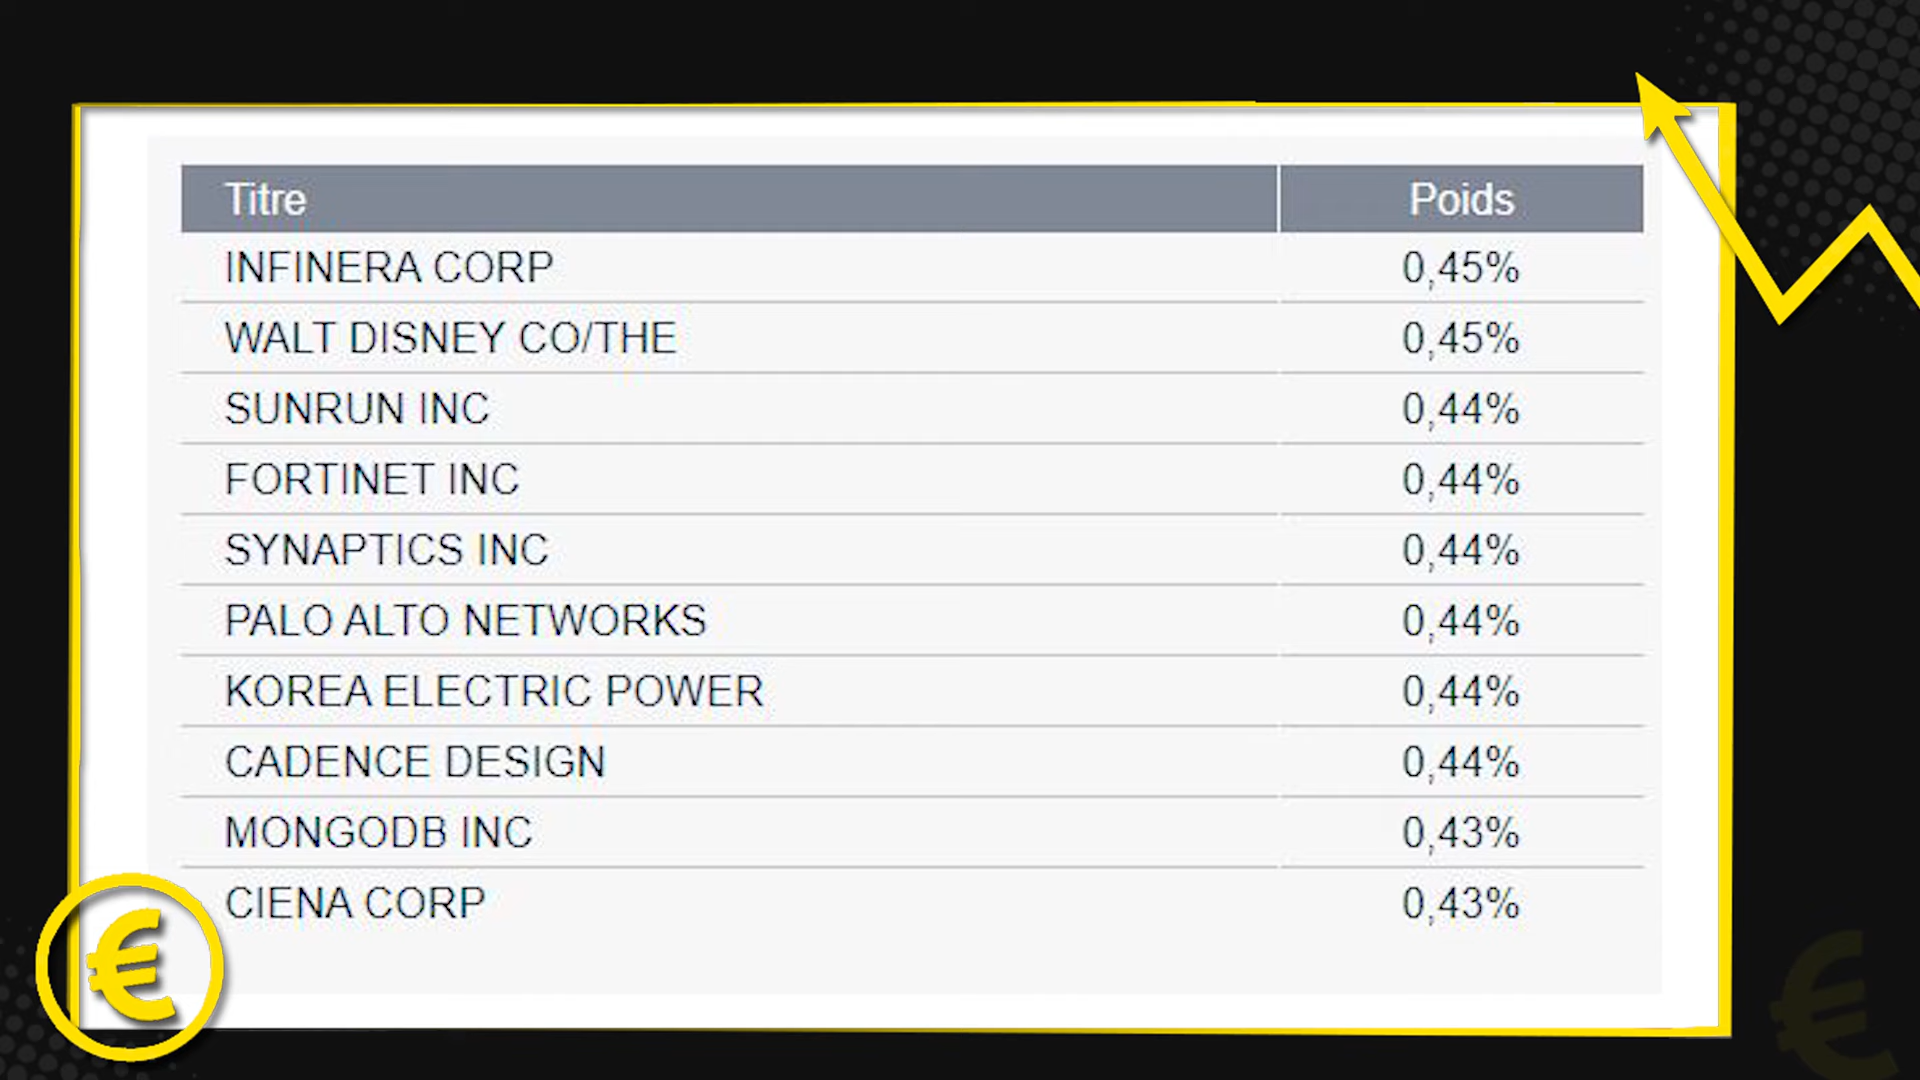 Titre Poids
INFINERA CORP 0,45%
WALT DISNEY CO/THE 0,45%
SUNRUN INC 0,44%
FORTINET INC 0,44%
SYNAPTICS INC 0,44%
PALO ALTO NETWORKS 0,44%
KOREA ELECTRIC POWER 0,44%
CADENCE DESIGN 0,44%
MONGODB INC 0,43%
CIENA CORP 0,43%
€
€